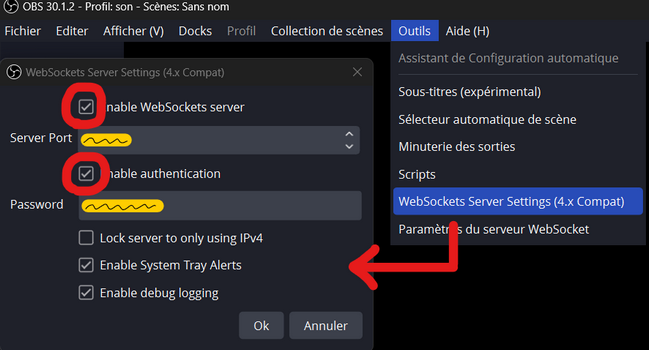 OBS 30.1.2 - Profil: son - Scènes: Sans nom
Fichier Editer Afficher (V) Docks Profil Collection de scènes Outils Aide (H)
Assistant de Configuration automatique
Sous-titres (expérimental)
Sélecteur automatique de scène
Minuterie des sorties
Scripts
WebSockets Server Settings (4.x Compat)
Paramètres du serveur WebSocket
WebSockets Server Settings (4.x Compat)
Enable WebSockets server
Server Port
Enable authentication
Password
Lock server to only using IPv4
Enable System Tray Alerts
Enable debug logging
Ok Annuler